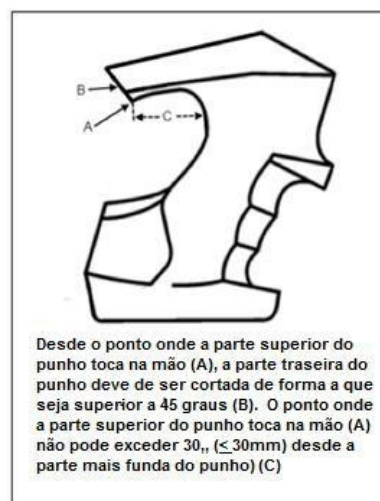 B
A
C
Desde o ponto onde a parte superior do
punho toca na mão (A), a parte traseira do
punho deve de ser cortada de forma a que
seja superior a 45 graus (B). O ponto onde
a parte superior do punho toca na mão (A)
não pode exceder 30,, (< 30mm) desde a
parte mais funda do punho) (C)